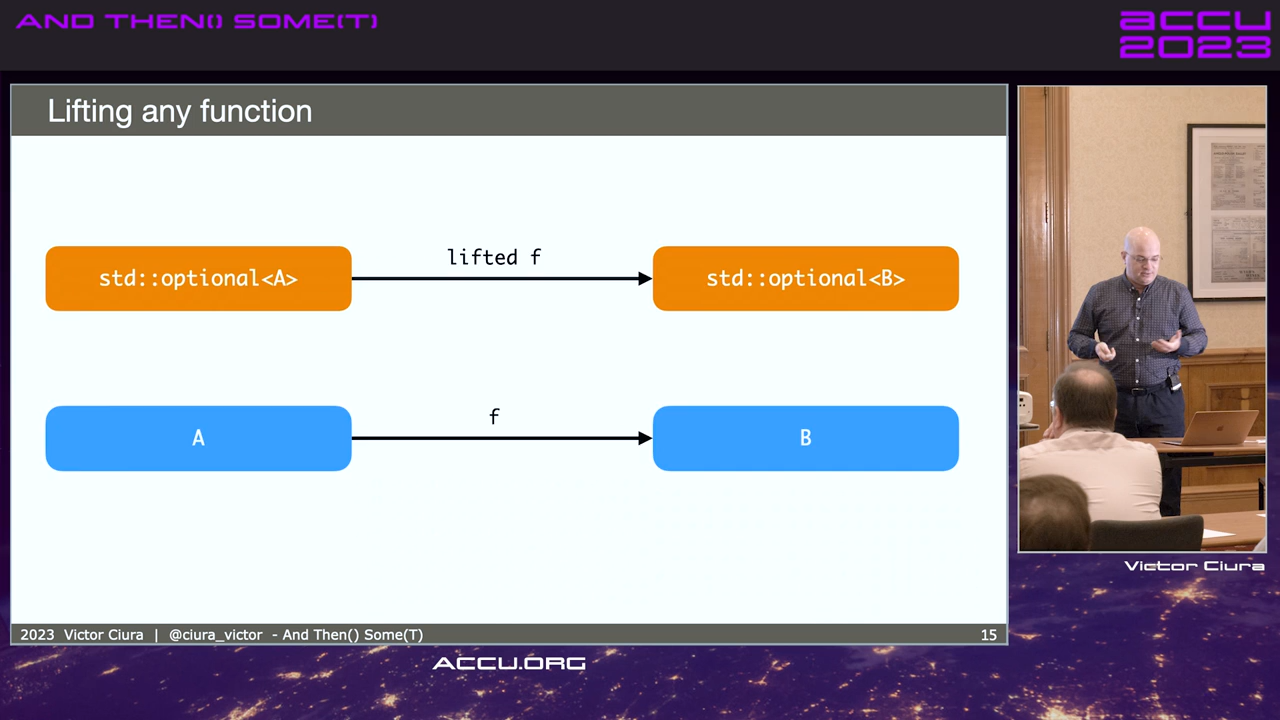 AND THEN() SOME(T)
ACCU
2023
Lifting any function
lifted f
std::optional<A>
std::optional<B>
f
A
B
2023 Victor Ciura | @ciura_victor - And Then() Some(T)
15
Victor Ciura
ACCU.ORG